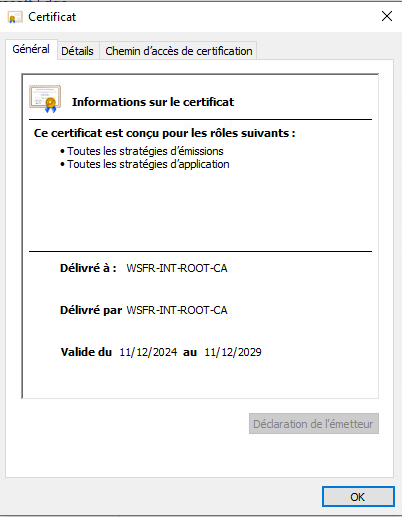 Certificat
Général Détails Chemin d'accès de certification
Informations sur le certificat
Ce certificat est conçu pour les rôles suivants :
• Toutes les stratégies d'émissions
• Toutes les stratégies d'application
Délivré à : WSFR-INT-ROOT-CA
Délivré par WSFR-INT-ROOT-CA
Valide du 11/12/2024 au 11/12/2029
Déclaration de l'émetteur
OK